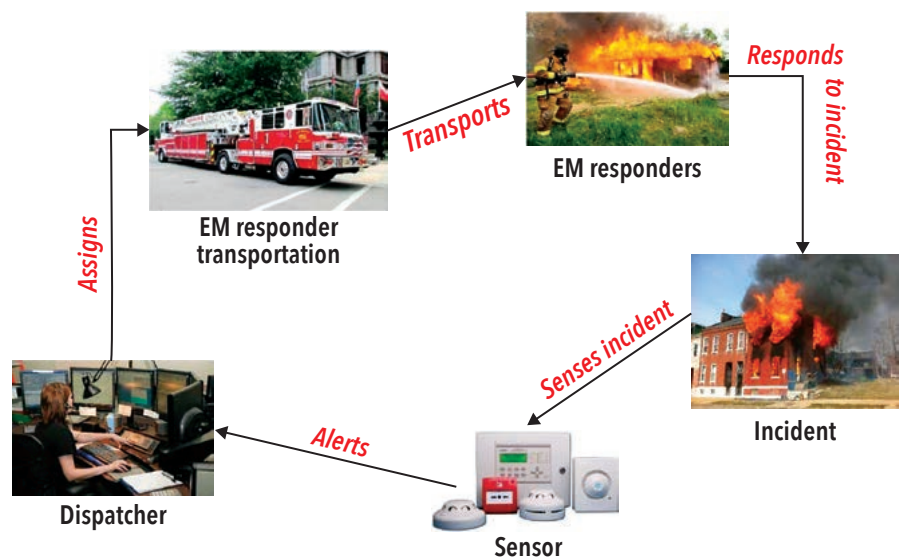 Responds
to incident
Transports
EM responders
EM responder
transportation
Assigns
Senses incident
Incident
Alerts
Dispatcher
Sensor